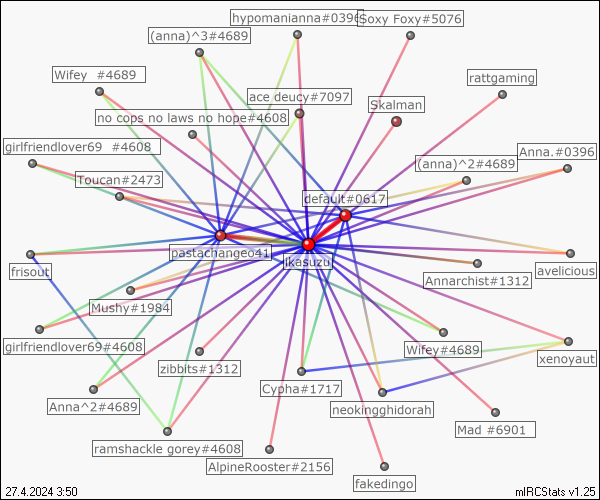 hypomanianna#0396
Soxy Foxy#5076
(anna)^3#4689
Wifey  #4689
rattgaming
ace deucy#7097
Skalman
no cops no laws no hope#4608
girlfriendlover69  #4608
Anna.#0396
(anna)^2#4689
Toucan#2473
default#0617
pastachangeo41
ikasuzu
frisout
avelicious
Annarchist#1312
Mushy#1984
girlfriendlover69#4608
Wifey#4689
xenoyaut
zibbits#1312
Cypha#1717
Anna^2#4689
neokingghidorah
Mad #6901
ramshackle gorey#4608
AlpineRooster#2156
fakedingo
27.4.2024 3:50
mIRCStats v1.25